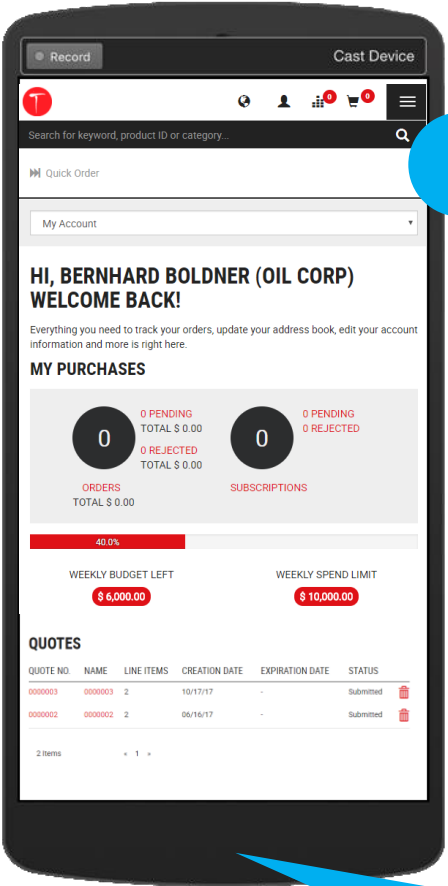 Record Cast Device
T 0 0
Search for keyword, product ID or category...
Quick Order
My Account
HI, BERNHARD BOLDNER (OIL CORP)
WELCOME BACK!
Everything you need to track your orders, update your address book, edit your account
information and more is right here.
MY PURCHASES
0
0 PENDING
TOTAL $ 0.00
0 REJECTED
TOTAL $ 0.00
ORDERS
TOTAL $ 0.00
0
0 PENDING
0 REJECTED
SUBSCRIPTIONS
40.0%
WEEKLY BUDGET LEFT WEEKLY SPEND LIMIT
$ 6,000.00 $ 10,000.00
QUOTES
QUOTE NO. NAME LINE ITEMS CREATION DATE EXPIRATION DATE STATUS
0000003 0000003 2 10/17/17 - Submitted
0000002 0000002 2 06/16/17 - Submitted
2 Items « 1 »